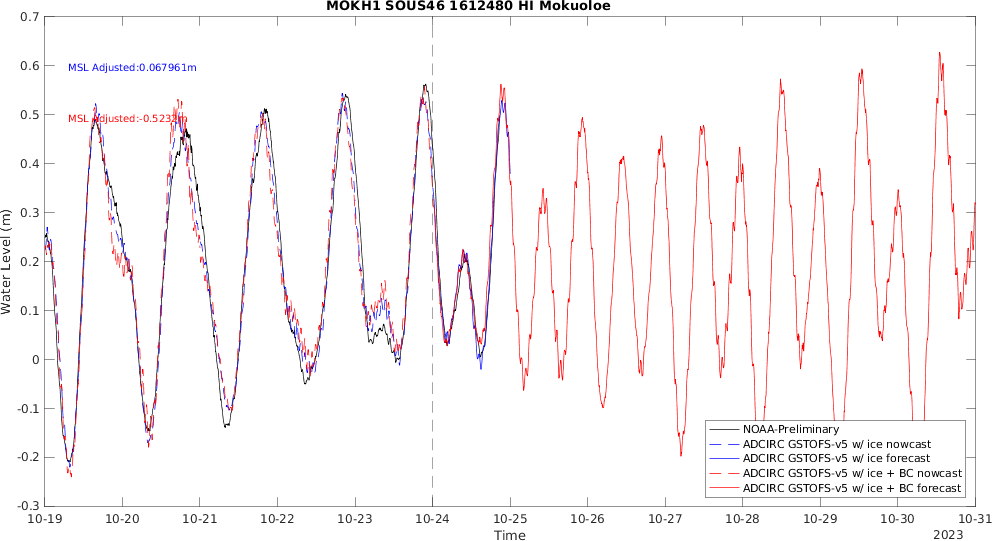 MOKH1 SOUS46 1612480 HI Mokuoloe
0.7
0.6
0.5
0.4
0.3
0.2
0.1
0
-0.1
-0.2
-0.3
Water Level (m)
MSL Adjusted:0.067961m
MSL Adjusted:-0.5232m
NOAA-Preliminary
ADCIRC GSTOFS-v5 w/ ice nowcast
ADCIRC GSTOFS-v5 w/ ice forecast
ADCIRC GSTOFS-v5 w/ ice + BC nowcast
ADCIRC GSTOFS-v5 w/ ice + BC forecast
10-19 10-20 10-21 10-22 10-23 10-24 10-25 10-26 10-27 10-28 10-29 10-30 10-31
Time
2023